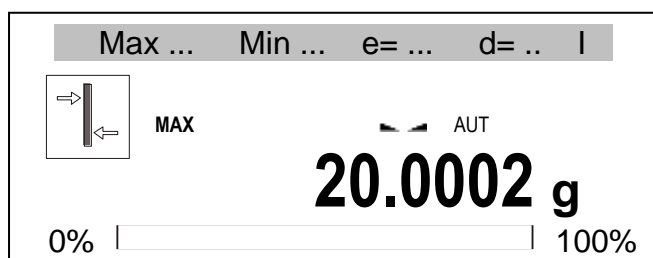 Max ... Min ... e= ... d= .. I
MAX AUT
20.0002 g
0% 100%